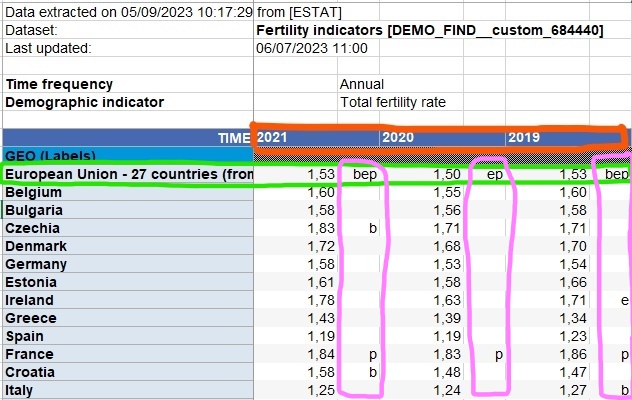 Data extracted on 05/09/2023 10:17:29 from [ESTAT]
Dataset: Fertility indicators [DEMO_FIND__custom_684440]
Last updated: 06/07/2023 11:00
Time frequency Annual
Demographic indicator Total fertility rate
TIME 2021 2020 2019
GEO (Labels)
European Union - 27 countries (from 1,53 bep 1,50 ep 1,53 bep
Belgium 1,60 1,55 1,60
Bulgaria 1,58 1,56 1,58
Czechia 1,83 b 1,71 1,71
Denmark 1,72 1,68 1,70
Germany 1,58 1,53 1,54
Estonia 1,61 1,58 1,66
Ireland 1,78 1,63 1,71 e
Greece 1,43 1,39 1,34
Spain 1,19 1,19 1,23
France 1,84 p 1,83 p 1,86 p
Croatia 1,58 b 1,48 1,47
Italy 1,25 1,24 1,27 b